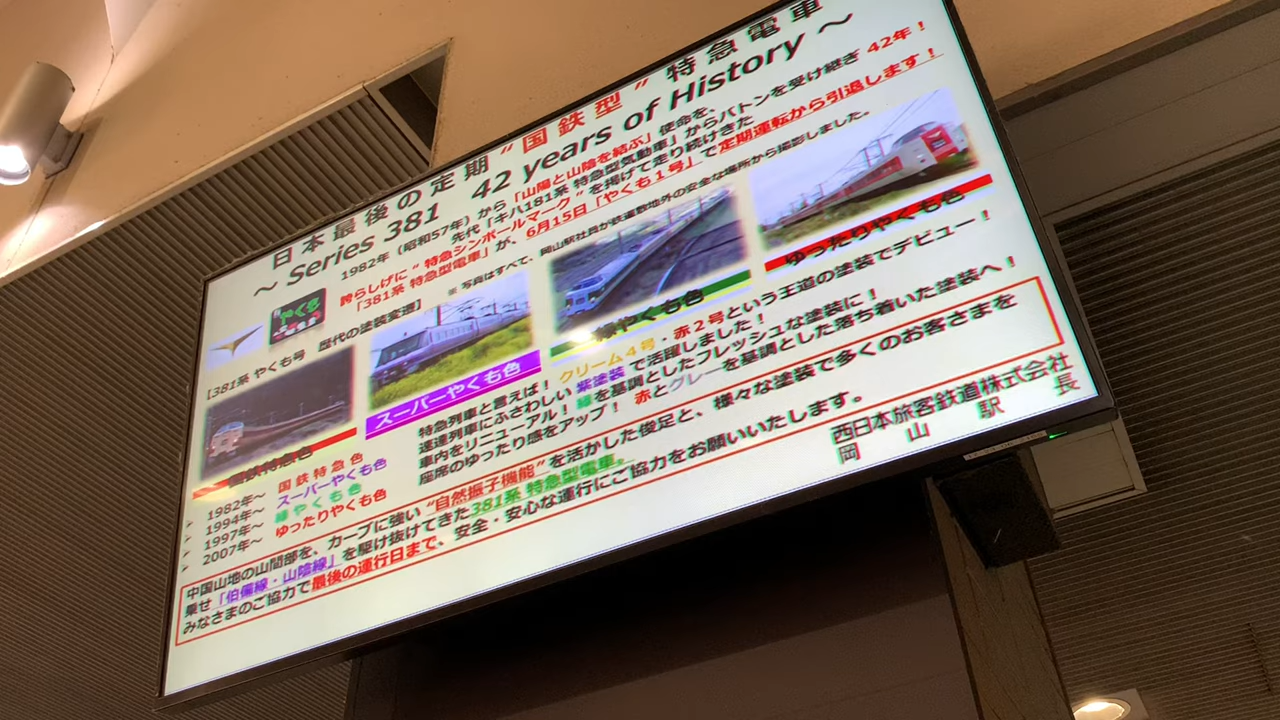 日本最後の定期"国鉄型"特急電車
～ Series 381 42 years of History ～
1982年（昭和57年）から「山陽と山陰を結ぶ」使命を、
先代「キハ181系 特急型気動車」からバトンを受け継ぎ 42年！
誇らしげに"特急シンボルマーク"を掲げて走り続けきた
「381系 特急型電車」が、6月15日「やくも１号」で定期運転から引退します！
※ 写真はすべて、岡山駅社員が鉄道敷地外の安全な場所から撮影しました。
やくも
［381系 やくも号 歴代の塗装変遷］
国鉄特急色
スーパーやくも色
緑やくも色
ゆったりやくも色
1982年～ 国鉄特急色 特急列車と言えば！ クリーム４号・赤２号という王道の塗装でデビュー！
1994年～ スーパーやくも色 速達列車にふさわしい 紫塗装 で活躍しました！
1997年～ 緑やくも色 車内をリニューアル！ 緑を基調としたフレッシュな塗装に！
2007年～ ゆったりやくも色 座席のゆったり感をアップ！ 赤とグレーを基調とした落ち着いた塗装へ！
中国山地の山間部を、カーブに強い"自然振子機能"を活かした俊足と、様々な塗装で多くのお客さまを
乗せ「伯備線・山陰線」を駆け抜けてきた381系 特急型電車。
みなさまのご協力で最後の運行日まで、安全・安心な運行にご協力をお願いいたします。
西日本旅客鉄道株式会社
岡山駅長